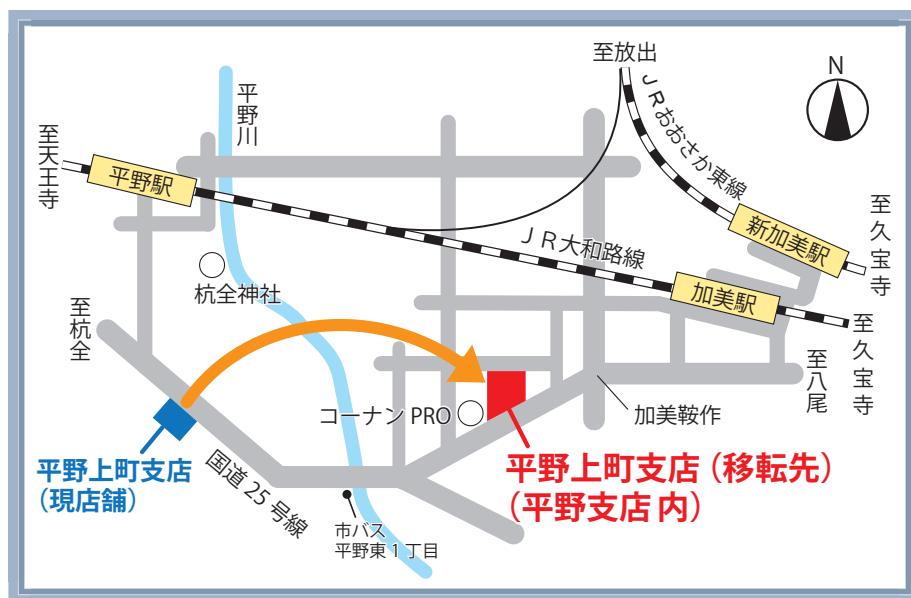 至放出
N
ＪＲおおさか東線
平野川
至天王寺
平野駅
新加美駅
至久宝寺
ＪＲ大和路線
杭全神社
加美駅
至杭全
至久宝寺
至八尾
コーナン PRO
加美鞍作
平野上町支店
（現店舗）
国道 25 号線
平野上町支店（移転先）
（平野支店 内）
市バス
平野東 1 丁目